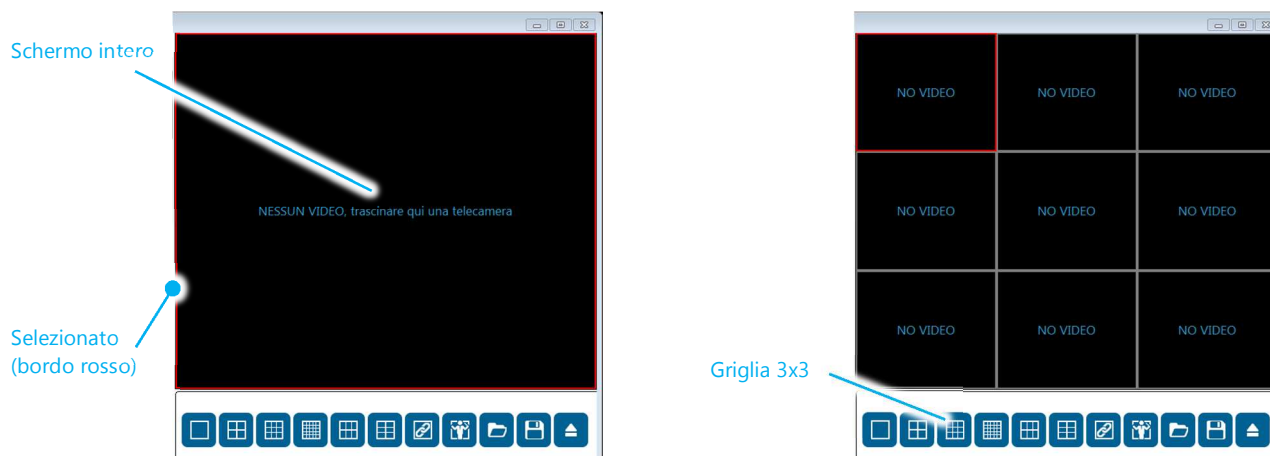 Schermo intero
NESSUN VIDEO, trascinare qui una telecamera
Selezionato
(bordo rosso)
NO VIDEO NO VIDEO NO VIDEO
NO VIDEO NO VIDEO NO VIDEO
NO VIDEO NO VIDEO NO VIDEO
Griglia 3x3